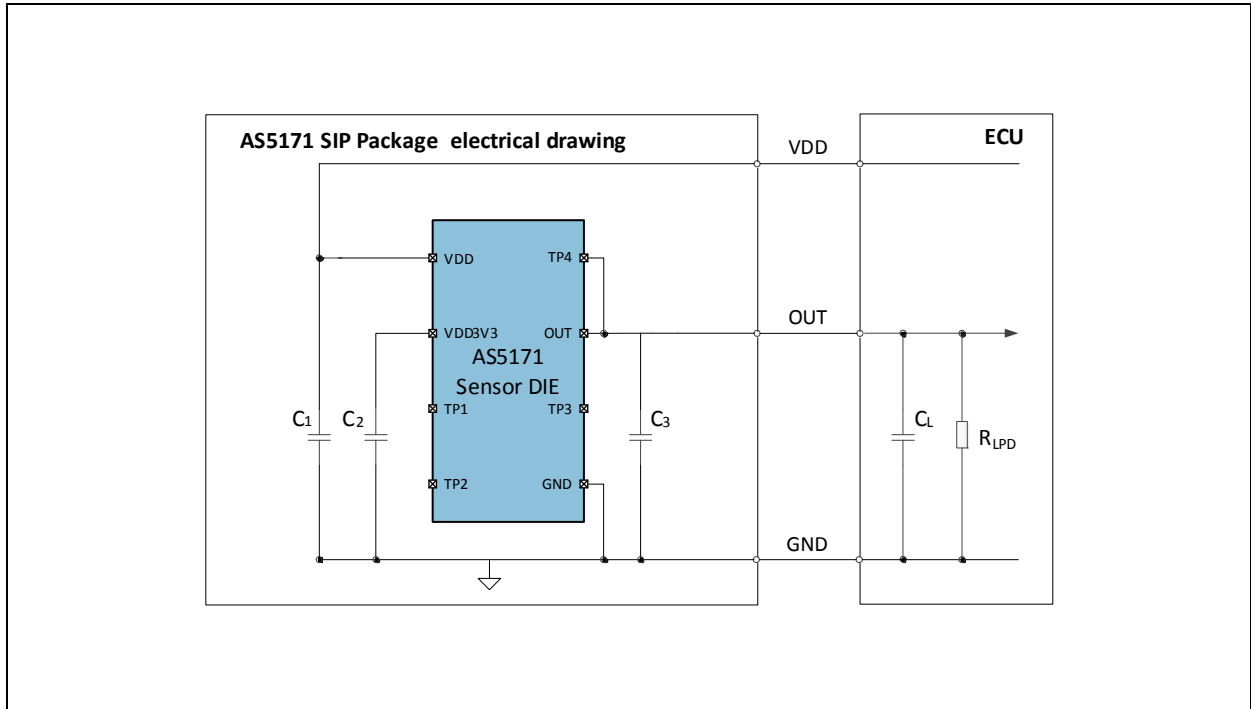 AS5171 SIP Package electrical drawing
VDD
ECU
VDD
TP4
VDD3V3
OUT
OUT
AS5171
Sensor DIE
TP1
TP3
C1
C2
C3
CL
RLPD
TP2
GND
GND